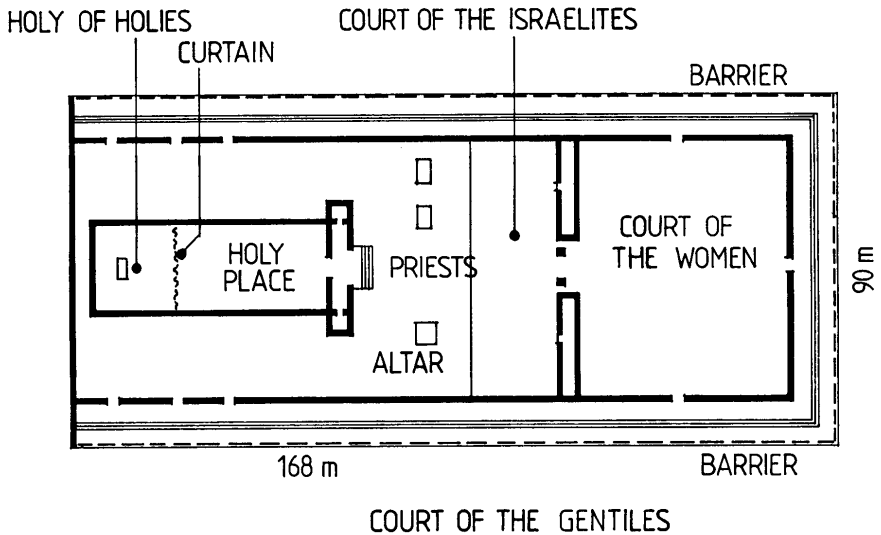 HOLY OF HOLIES
COURT OF THE ISRAELITES
CURTAIN
BARRIER
COURT OF
THE WOMEN
HOLY
PLACE
PRIESTS
90 m
ALTAR
168 m
BARRIER
COURT OF THE GENTILES